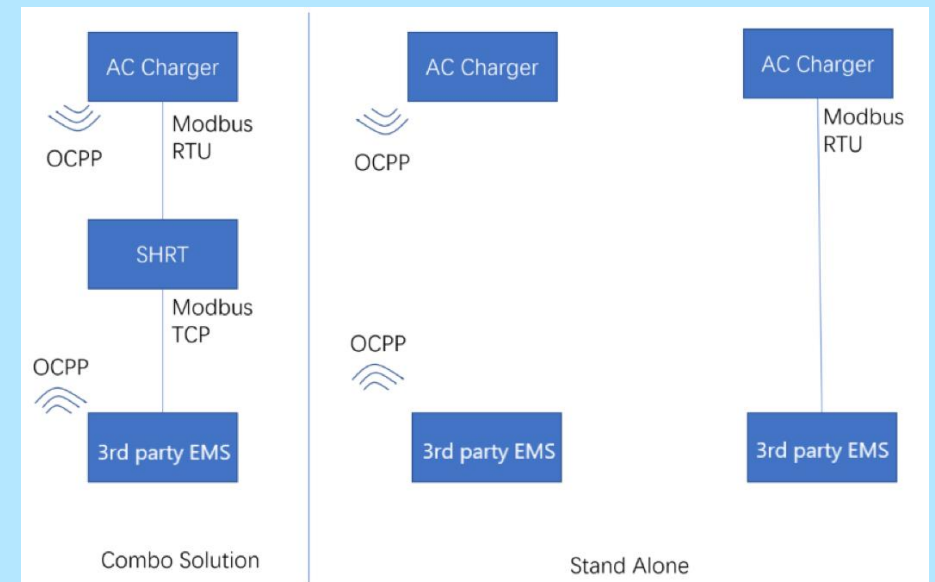 AC Charger
OCPP
Modbus
RTU
SHRT
Modbus
TCP
OCPP
3rd party EMS
Combo Solution
AC Charger
OCPP
OCPP
3rd party EMS
AC Charger
Modbus
RTU
3rd party EMS
Stand Alone